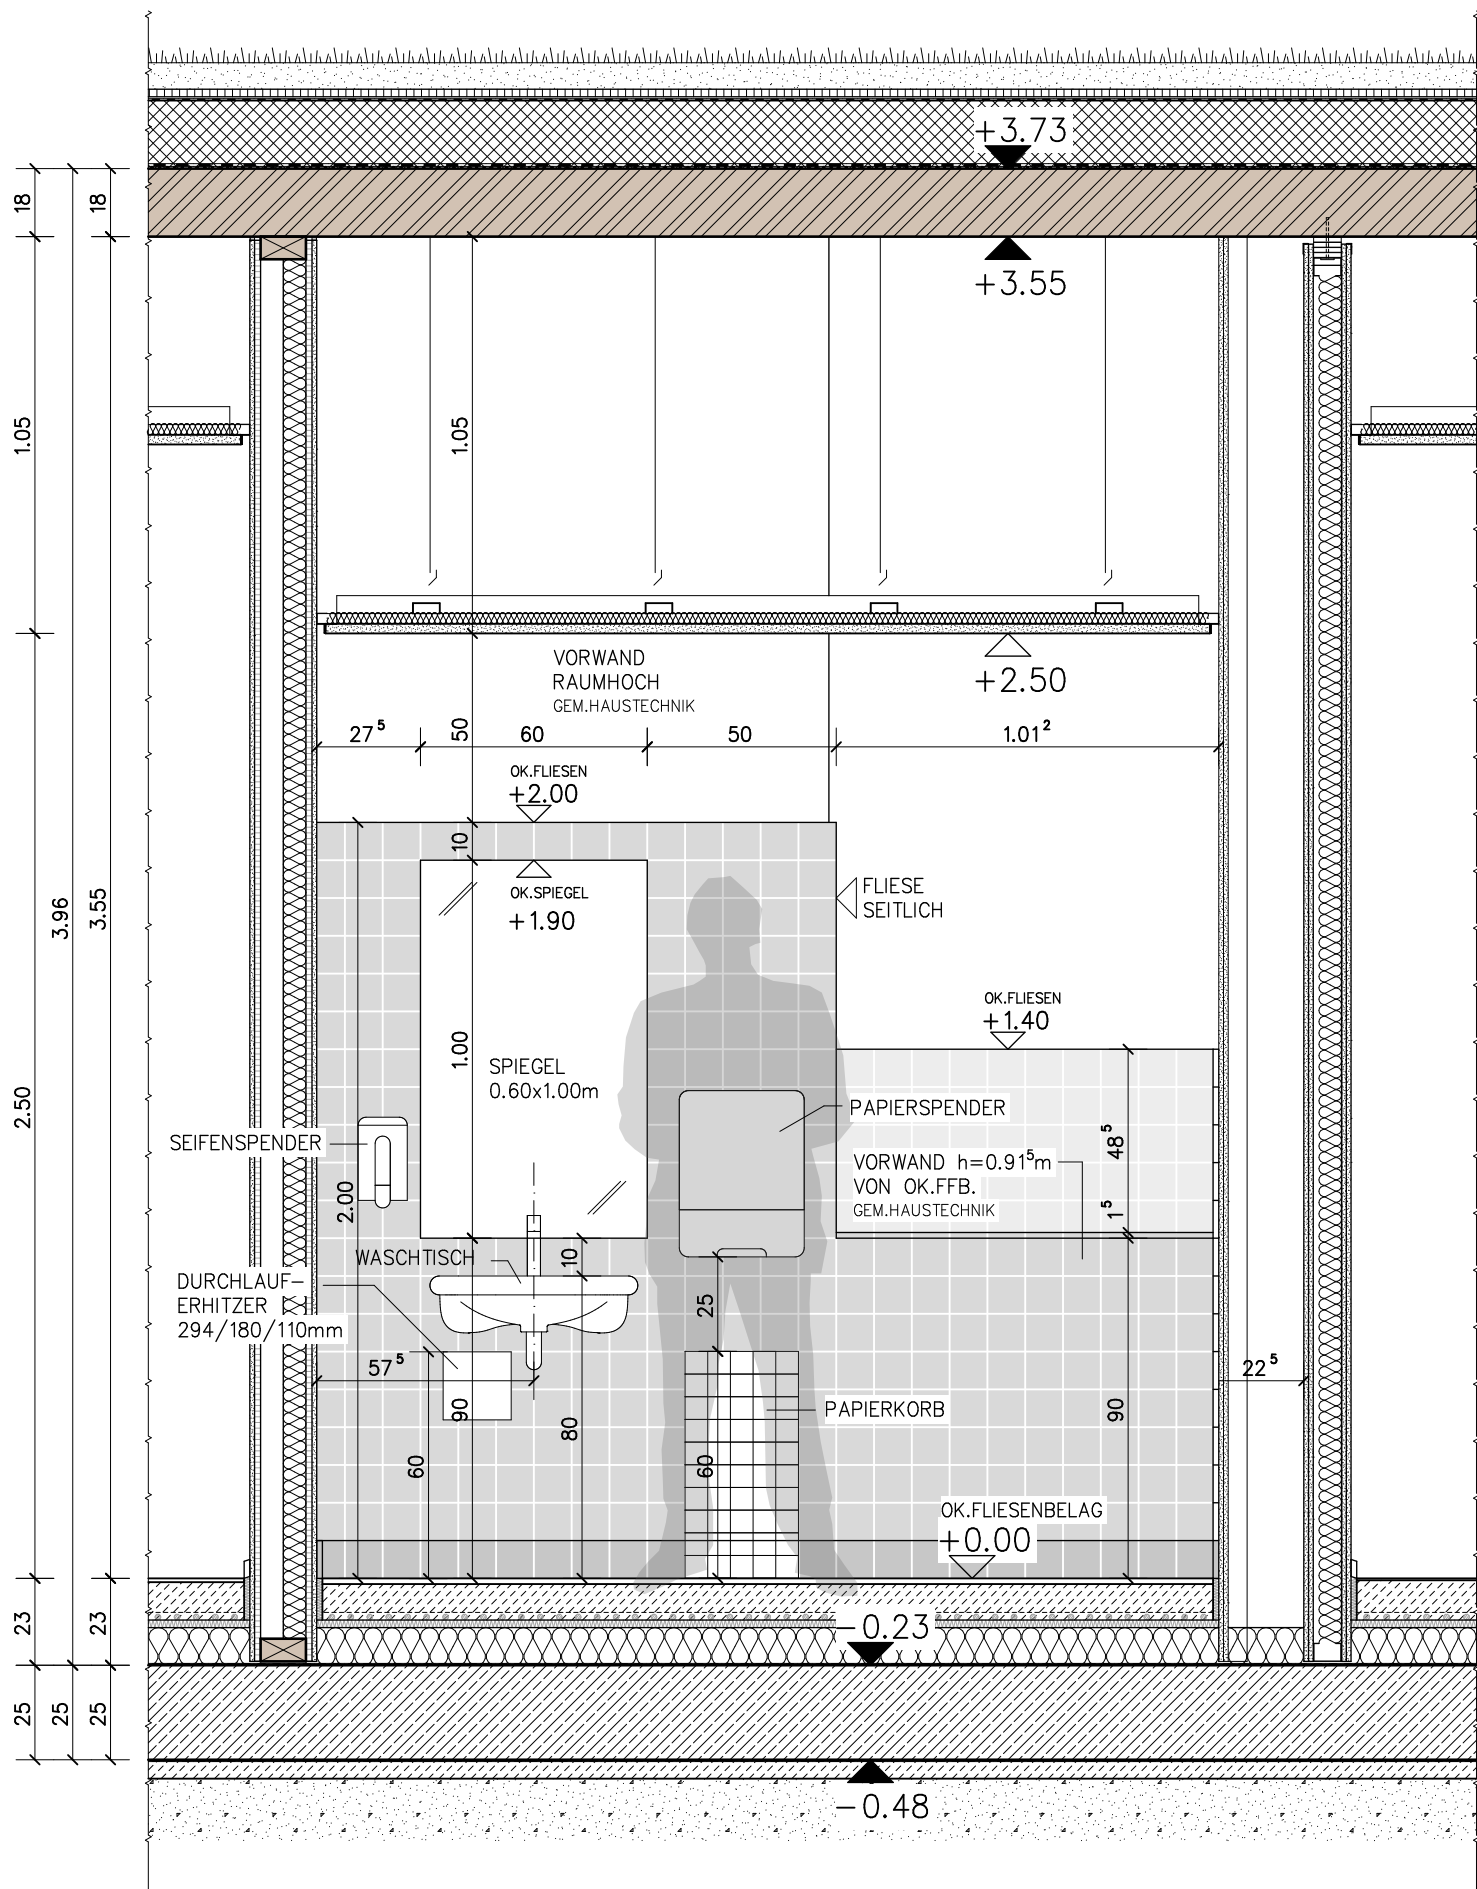 +3.73
18
18
+3.55
1.05
1.05
VORWAND
RAUMHOCH
GEM.HAUSTECHNIK
+2.50
27⁵
50
60
50
1.01²
OK.FLIESEN
+2.00
10
OK.SPIEGEL
+1.90
FLIESE
SEITLICH
3.96
3.55
OK.FLIESEN
+1.40
1.00
SPIEGEL
0.60x1.00m
2.50
PAPIERSPENDER
SEIFENSPENDER
48⁵
VORWAND h=0.91⁵m
VON OK.FFB.
GEM.HAUSTECHNIK
2.00
1⁵
WASCHTISCH
10
DURCHLAUF-
ERHITZER
294/180/110mm
25
57⁵
22⁵
90
80
60
60
PAPIERKORB
90
OK.FLIESENBELAG
+0.00
23
23
-0.23
25
25
25
-0.48